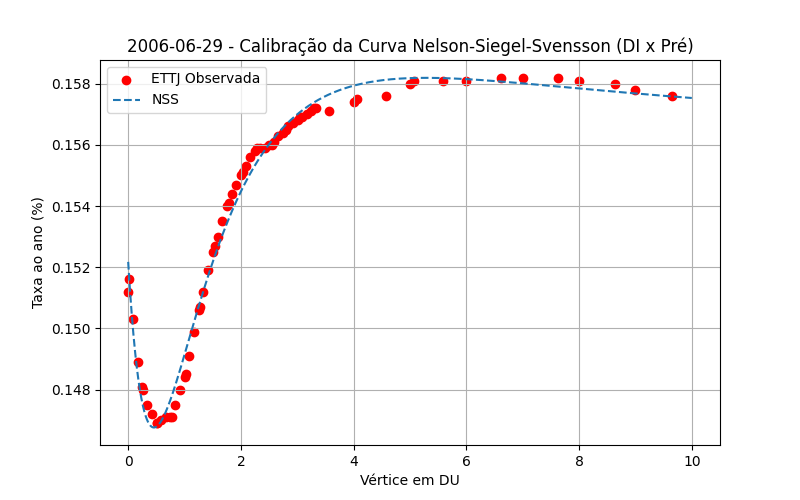 2006-06-29 - Calibração da Curva Nelson-Siegel-Svensson (DI x Pré)
ETTJ Observada
NSS
Taxa ao ano (%)
0.158
0.156
0.154
0.152
0.150
0.148
0 2 4 6 8 10
Vértice em DU